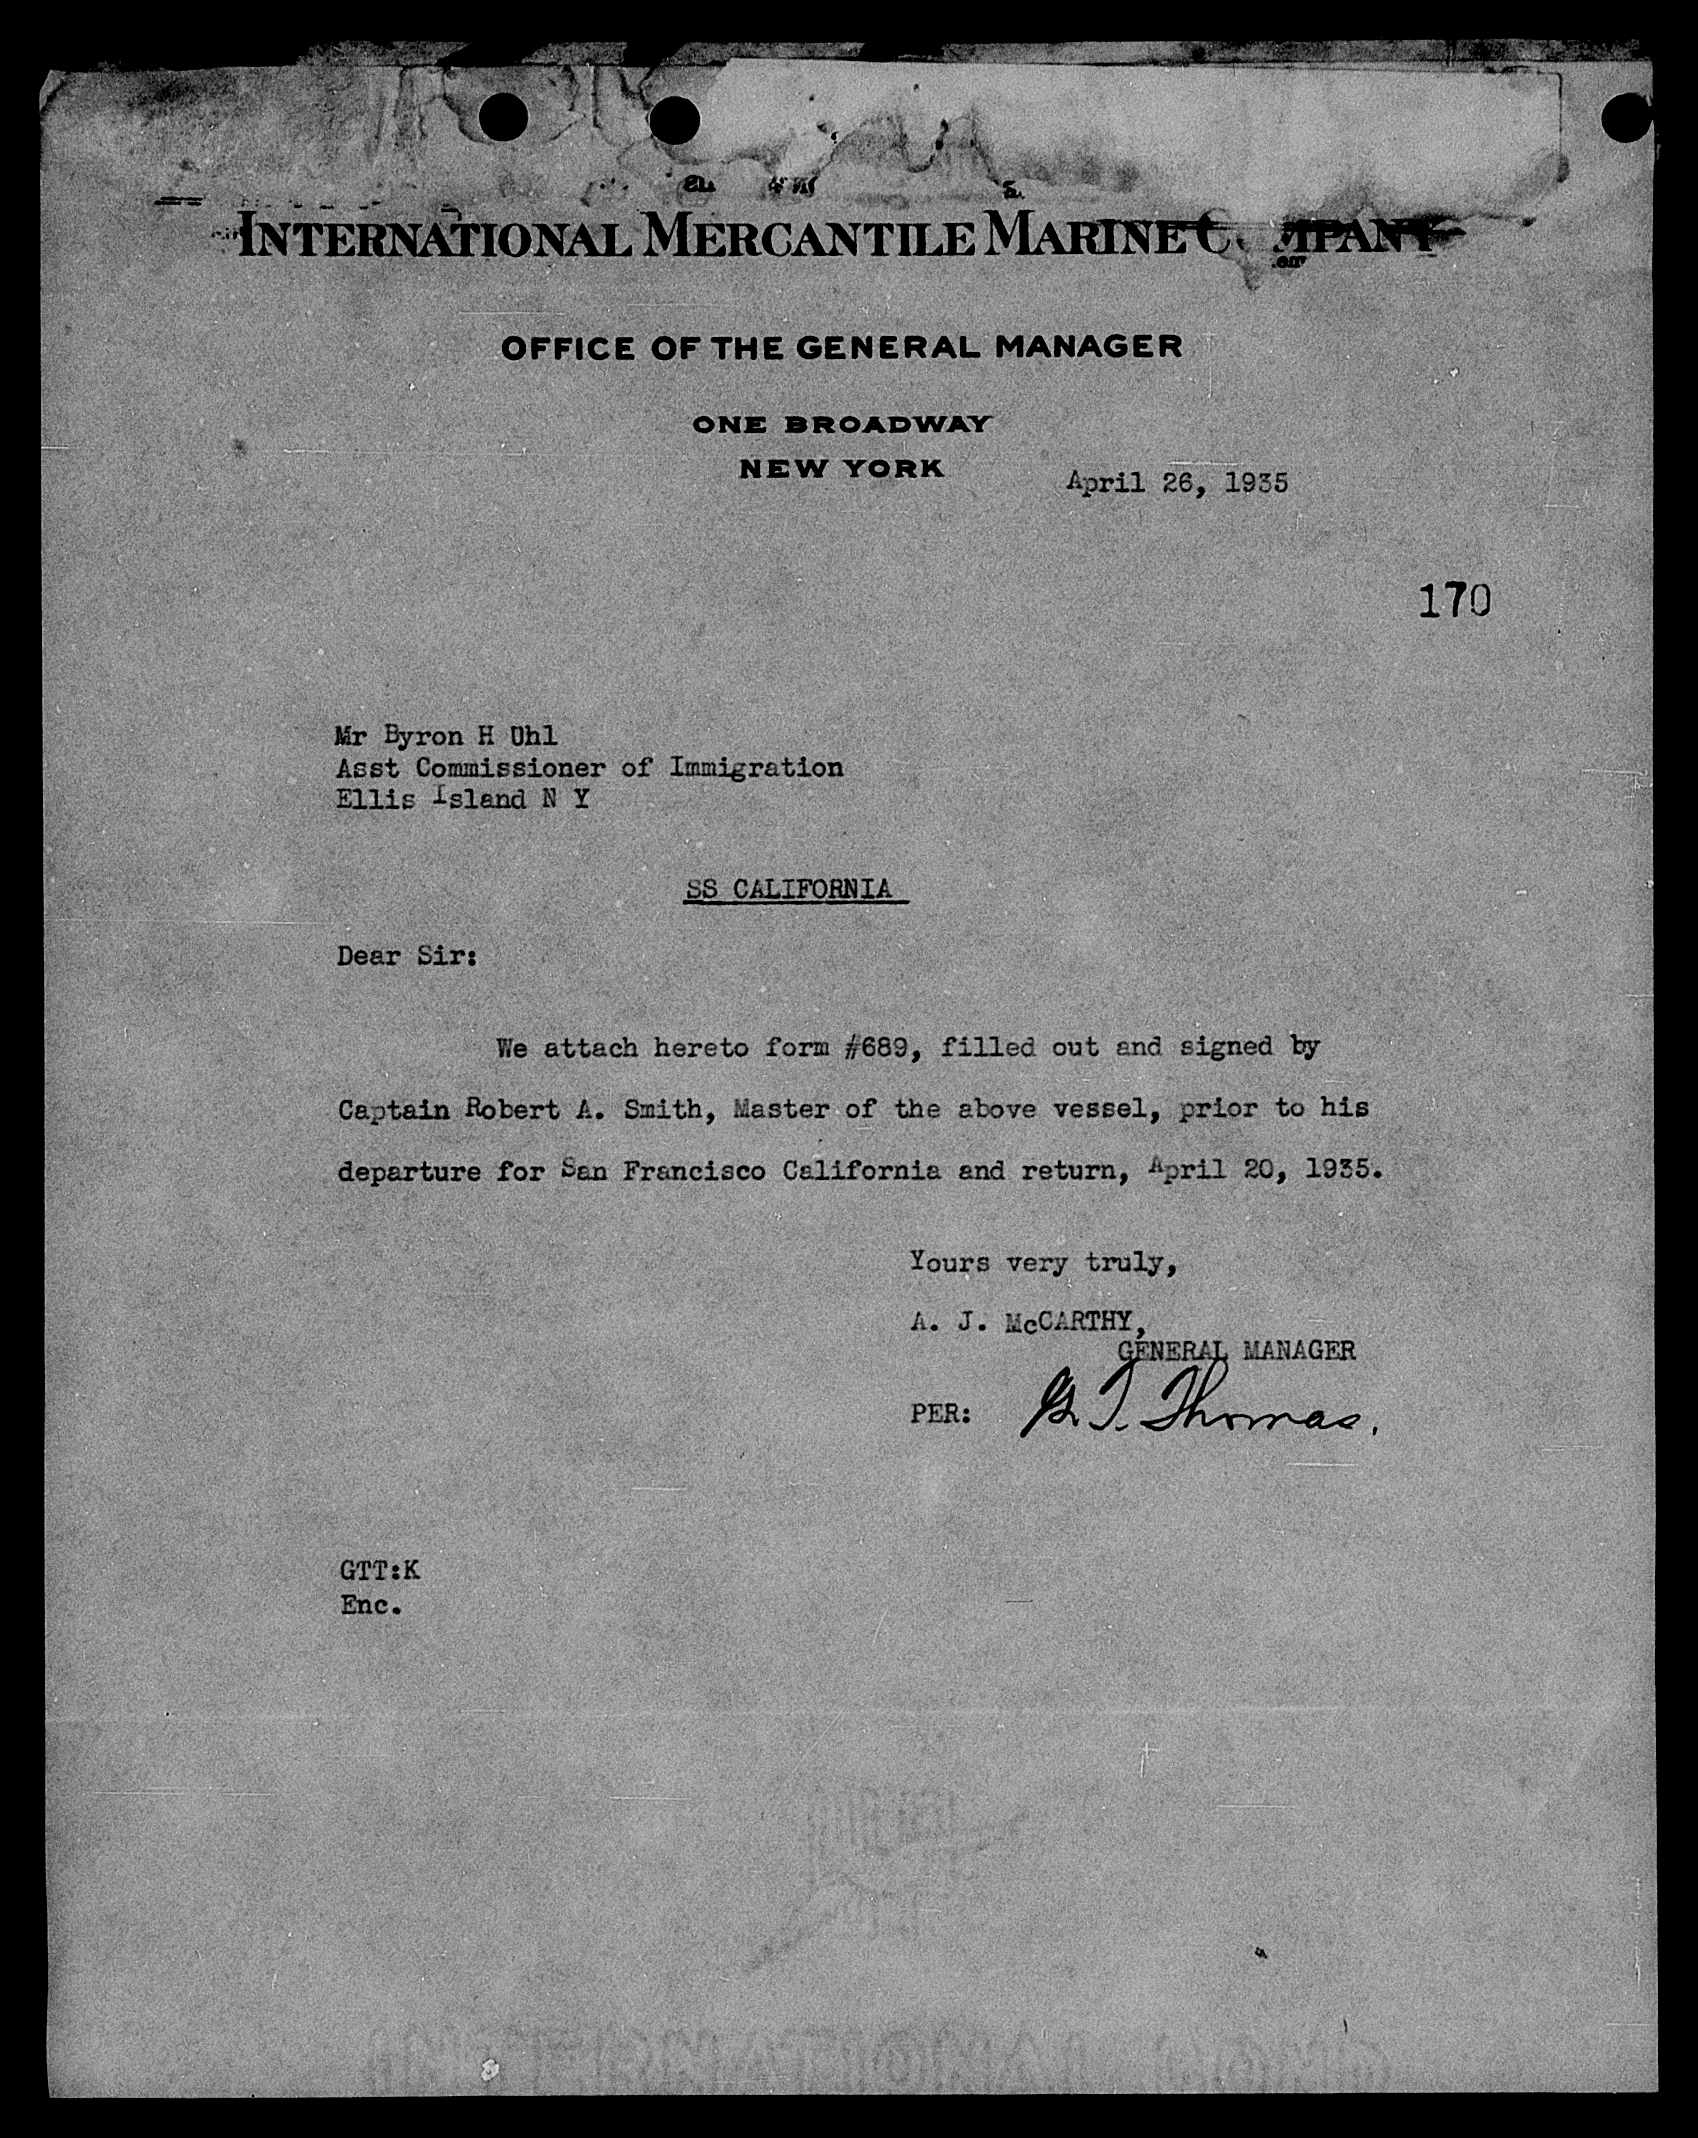 INTERNATIONAL MERCANTILE MARINE COMPANY
OFFICE OF THE GENERAL MANAGER
ONE BROADWAY
NEW YORK
April 26, 1935
170
Mr Byron H Uhl
Asst Commissioner of Immigration
Ellis Island N Y
SS CALIFORNIA
Dear Sir:
We attach hereto form #689, filled out and signed by
Captain Robert A. Smith, Master of the above vessel, prior to his
departure for San Francisco California and return, April 20, 1935.
Yours very truly,
A. J. McCARTHY,
GENERAL MANAGER
PER: G. T. Thomas.
GTT:K
Enc.